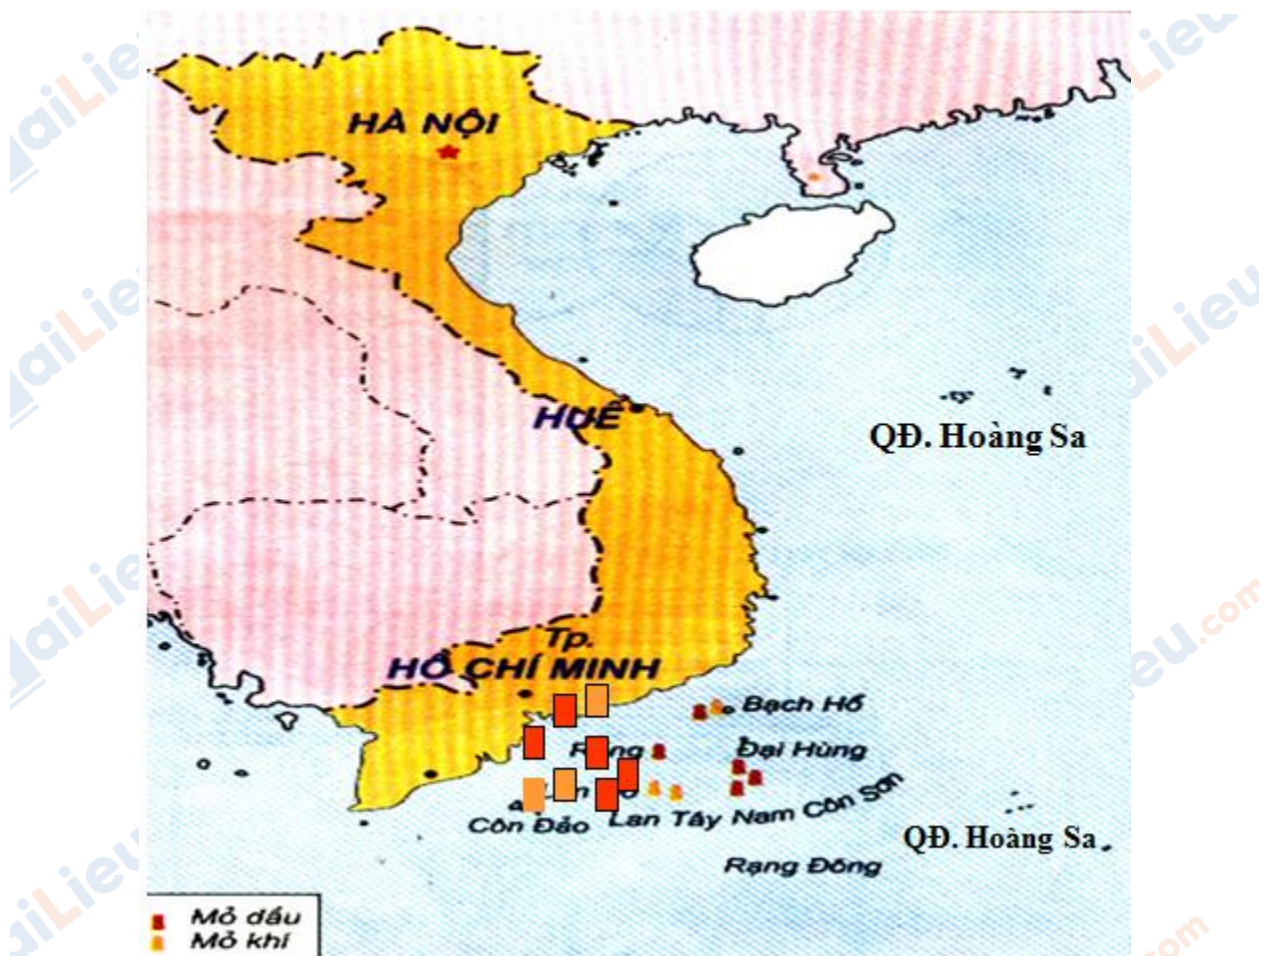 HÀ NỘI
HUẾ
QĐ. Hoàng Sa
Tp.
HỒ CHÍ MINH
Bạch Hổ
Đại Hùng
Nam Côn Sơn
Lan Tây
Côn Đảo
QĐ. Hoàng Sa
Rạng Đông
Mỏ dầu
Mỏ khí